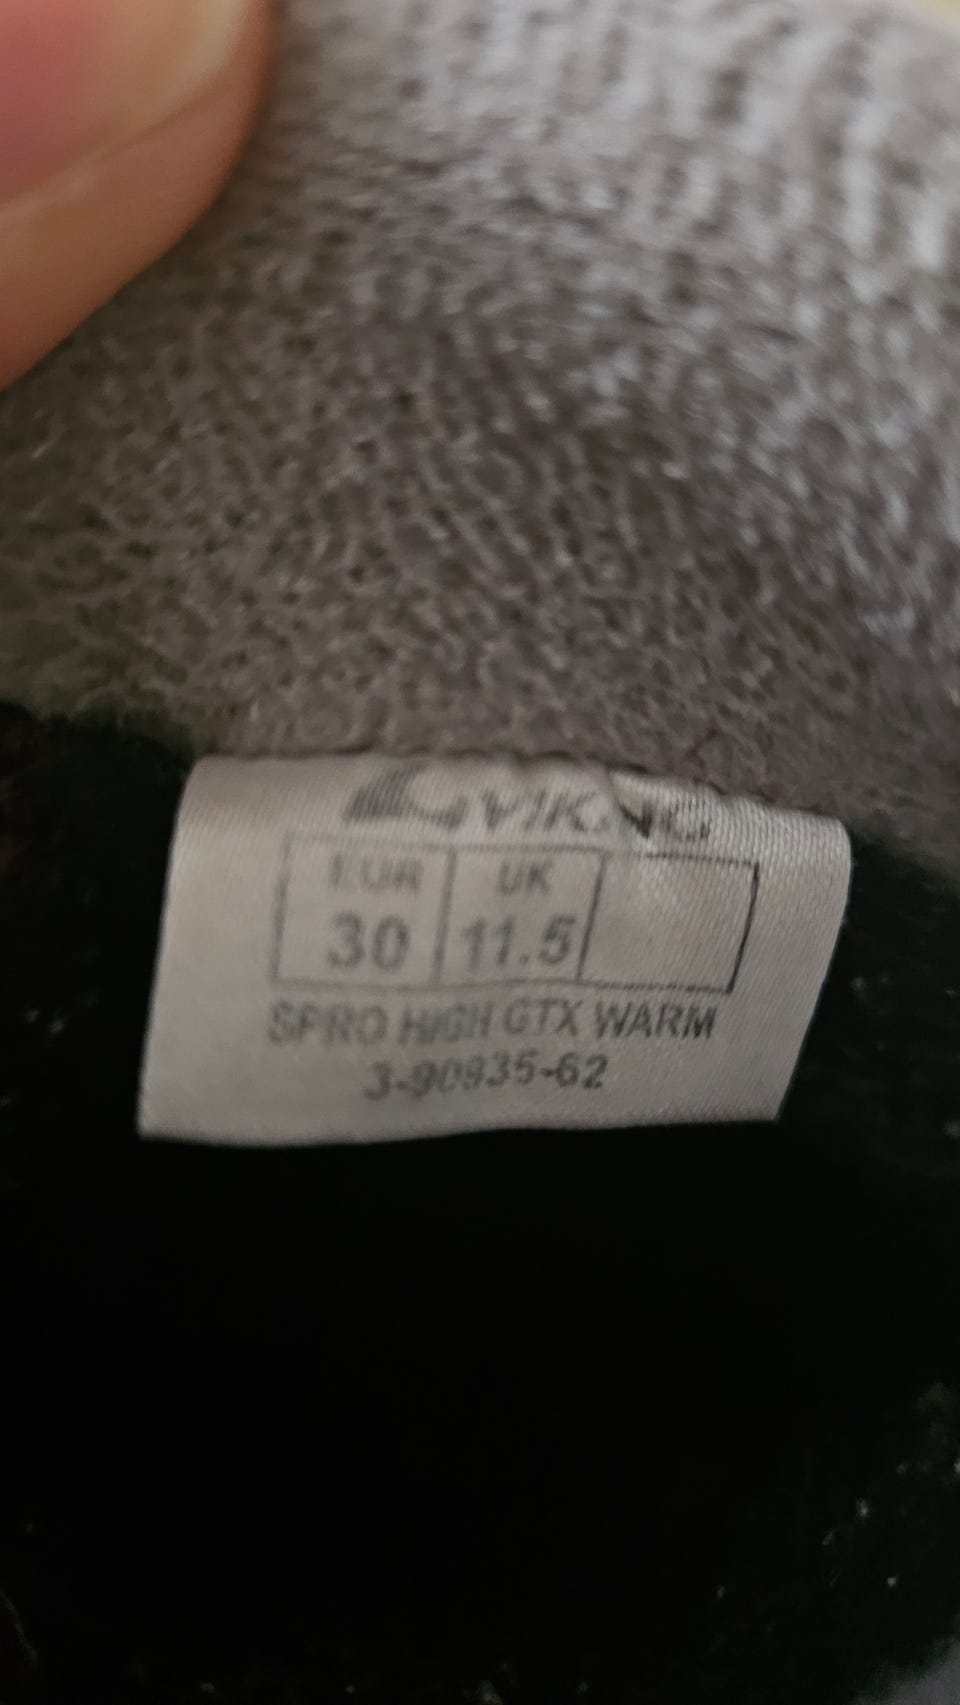 VIKING
EUR UK
30 11.5
SPRO HIGH GTX WARM
3-90935-62